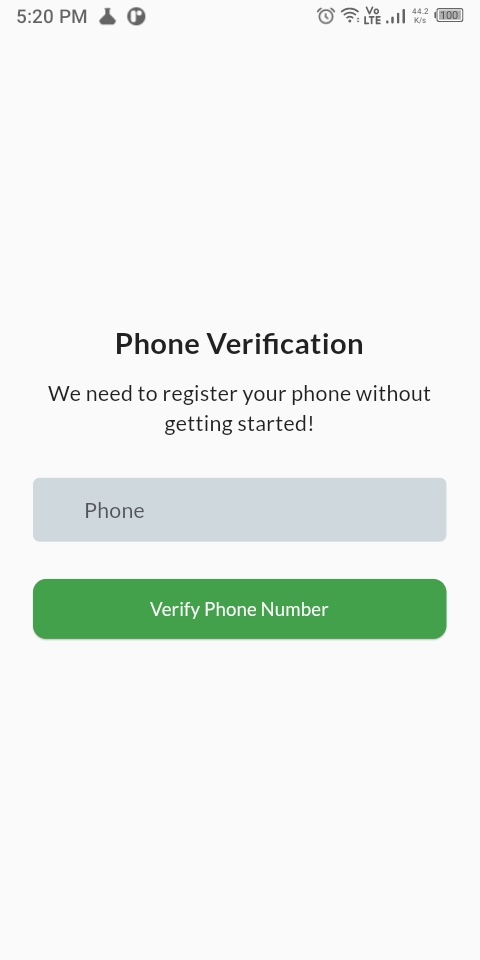 5:20 PM
Vo LTE
44.2 K/s
100
Phone Verification
We need to register your phone without
getting started!
Phone
Verify Phone Number